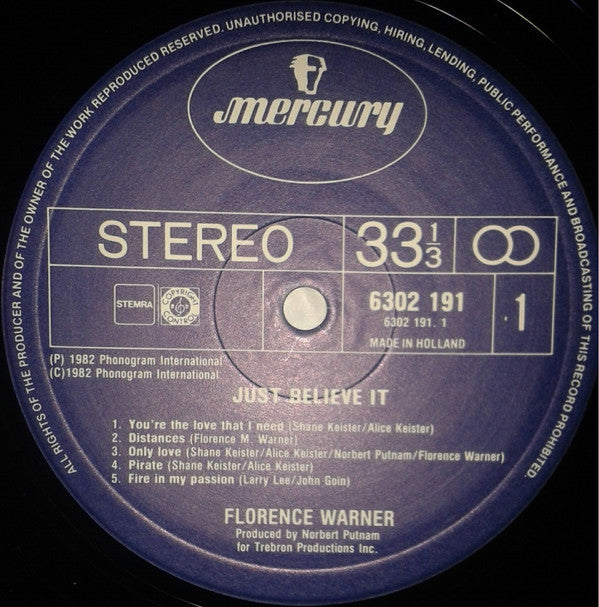 ALL RIGHTS OF THE PRODUCER AND OF THE OWNER OF THE WORK REPRODUCED RESERVED. UNAUTHORISED COPYING, HIRING, LENDING, PUBLIC PERFORMANCE AND BROADCASTING OF THIS RECORD PROHIBITED.
mercury
STEREO 33 1/3
STEMRA COPYRIGHT CONTROL 6302 191 1
6302 191. 1
MADE IN HOLLAND
(P) 1982 Phonogram International
(C)1982 Phonogram International
JUST BELIEVE IT
1. You're the love that I need (Shane Keister/Alice Keister)
2. Distances (Florence M. Warner)
3. Only love (Shane Keister/Alice Keister/Norbert Putnam/Florence Warner)
4. Pirate (Shane Keister/Alice Keister)
5. Fire in my passion (Larry Lee/John Goin)
FLORENCE WARNER
Produced by Norbert Putnam
for Trebron Productions Inc.